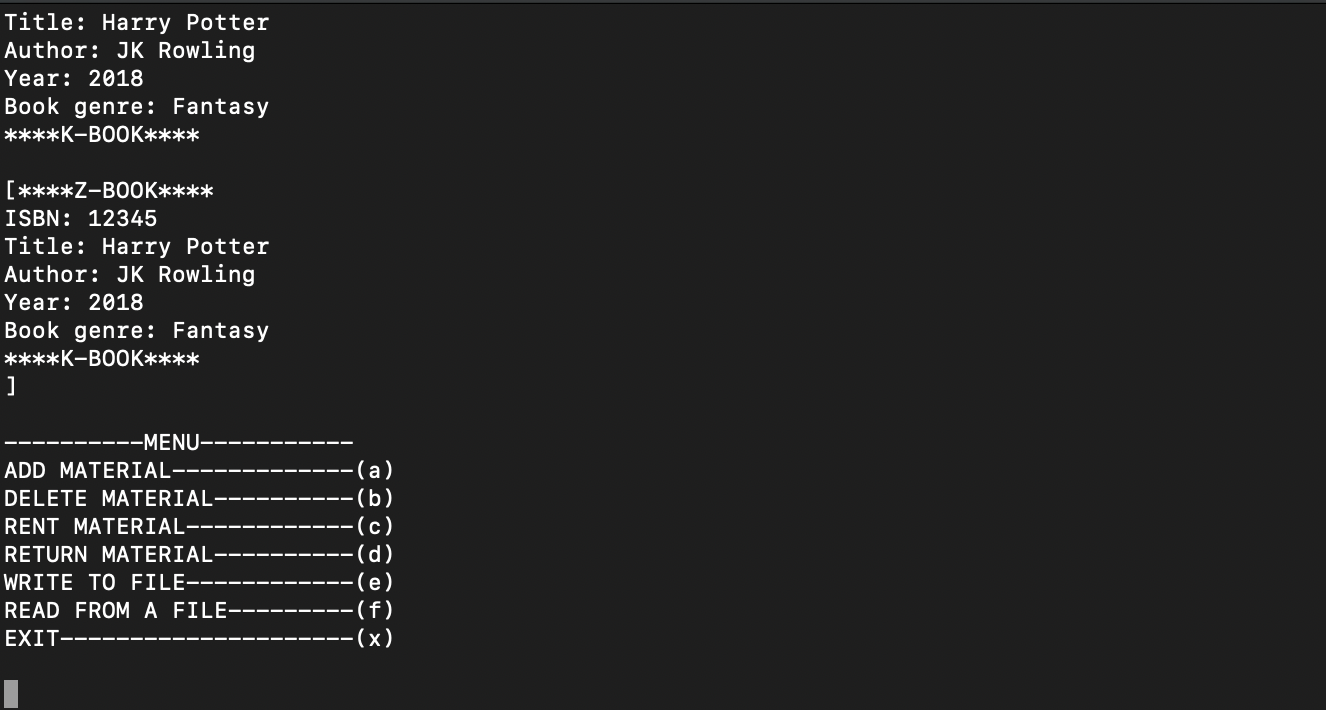 Title: Harry Potter
Author: JK Rowling
Year: 2018
Book genre: Fantasy
****K-BOOK****
[****Z-BOOK****
ISBN: 12345
Title: Harry Potter
Author: JK Rowling
Year: 2018
Book genre: Fantasy
****K-BOOK****
]
----------MENU-----------
ADD MATERIAL-------------(a)
DELETE MATERIAL----------(b)
RENT MATERIAL------------(c)
RETURN MATERIAL----------(d)
WRITE TO FILE------------(e)
READ FROM A FILE---------(f)
EXIT---------------------(x)